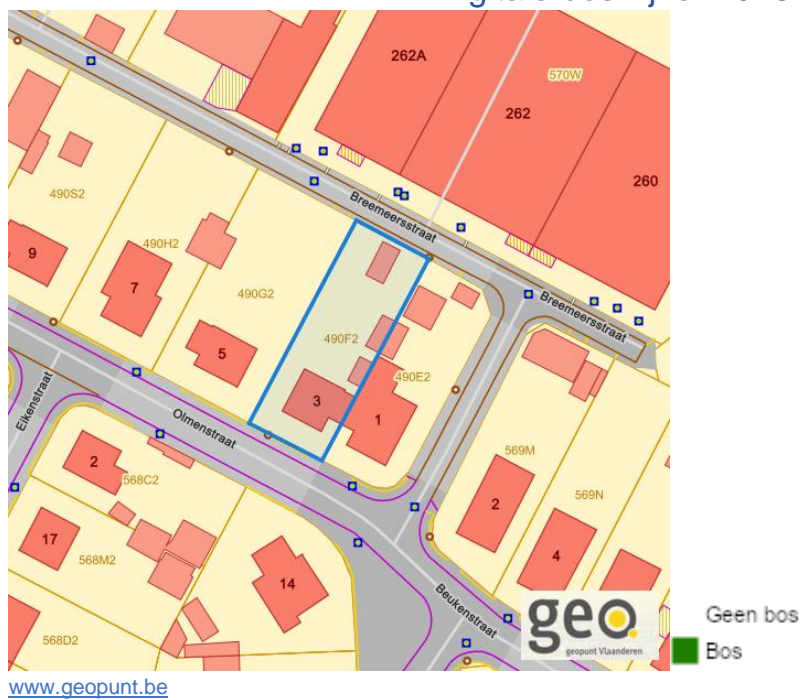 262A
570W
262
260
490S2
Breemeersstraat
490H2
9
7
490G2
Breemeersstraat
5
490F2
490E2
3
1
Eikenstraat
Olmenstraat
569M
2
568C2
2
569N
17
568M2
4
14
Beukenstraat
568D2
geo
geopunt Vlaanderen
Geen bos
Bos
www.geopunt.be